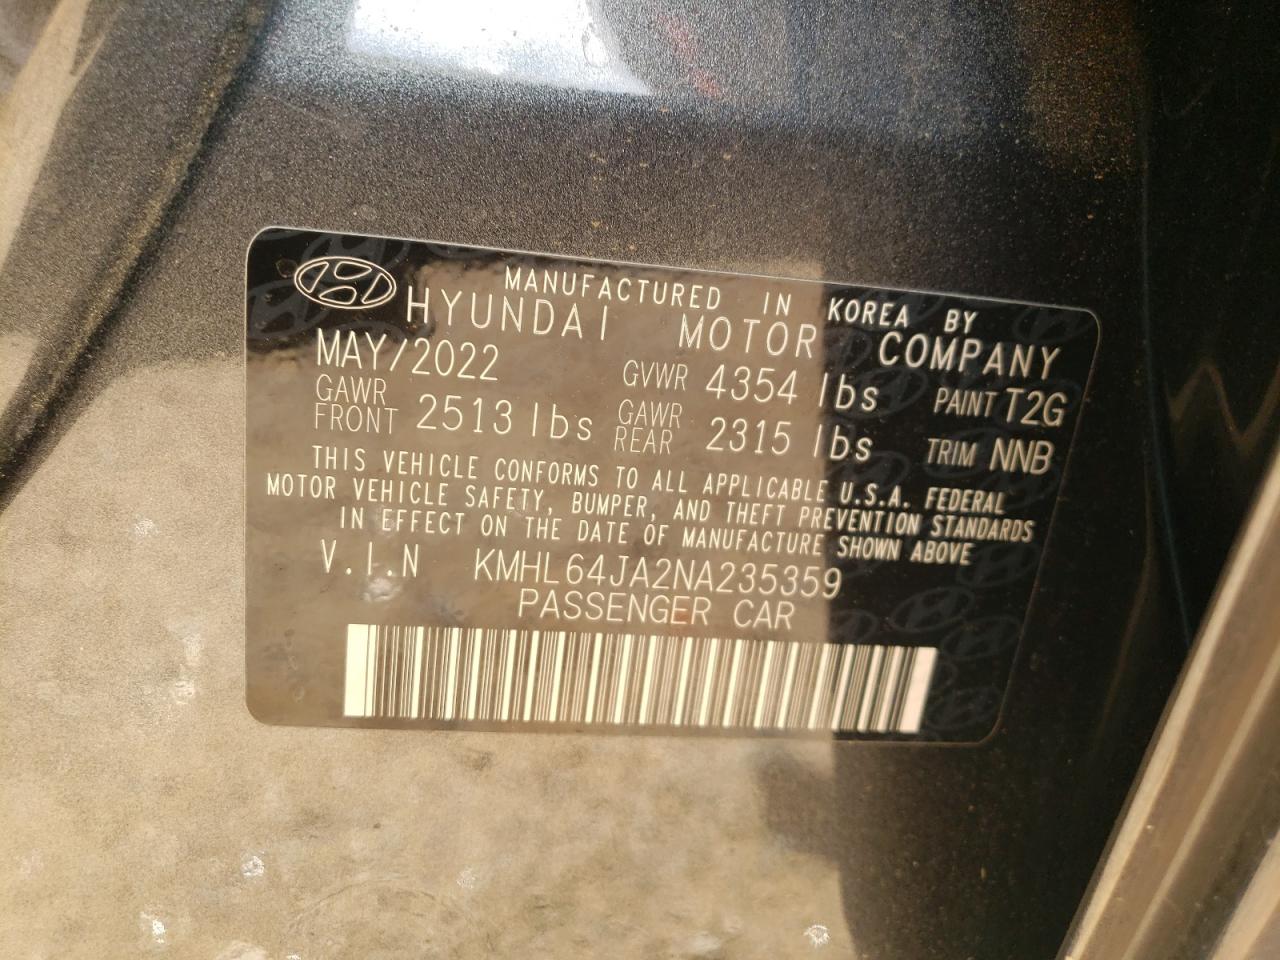 MANUFACTURED IN KOREA BY
HYUNDAI MOTOR COMPANY
MAY/2022 GVWR 4354 lbs PAINT T2G
GAWR FRONT 2513 lbs GAWR REAR 2315 lbs TRIM NNB
THIS VEHICLE CONFORMS TO ALL APPLICABLE U.S.A. FEDERAL
MOTOR VEHICLE SAFETY, BUMPER, AND THEFT PREVENTION STANDARDS
IN EFFECT ON THE DATE OF MANUFACTURE SHOWN ABOVE
V.I.N KMHL64JA2NA235359
PASSENGER CAR